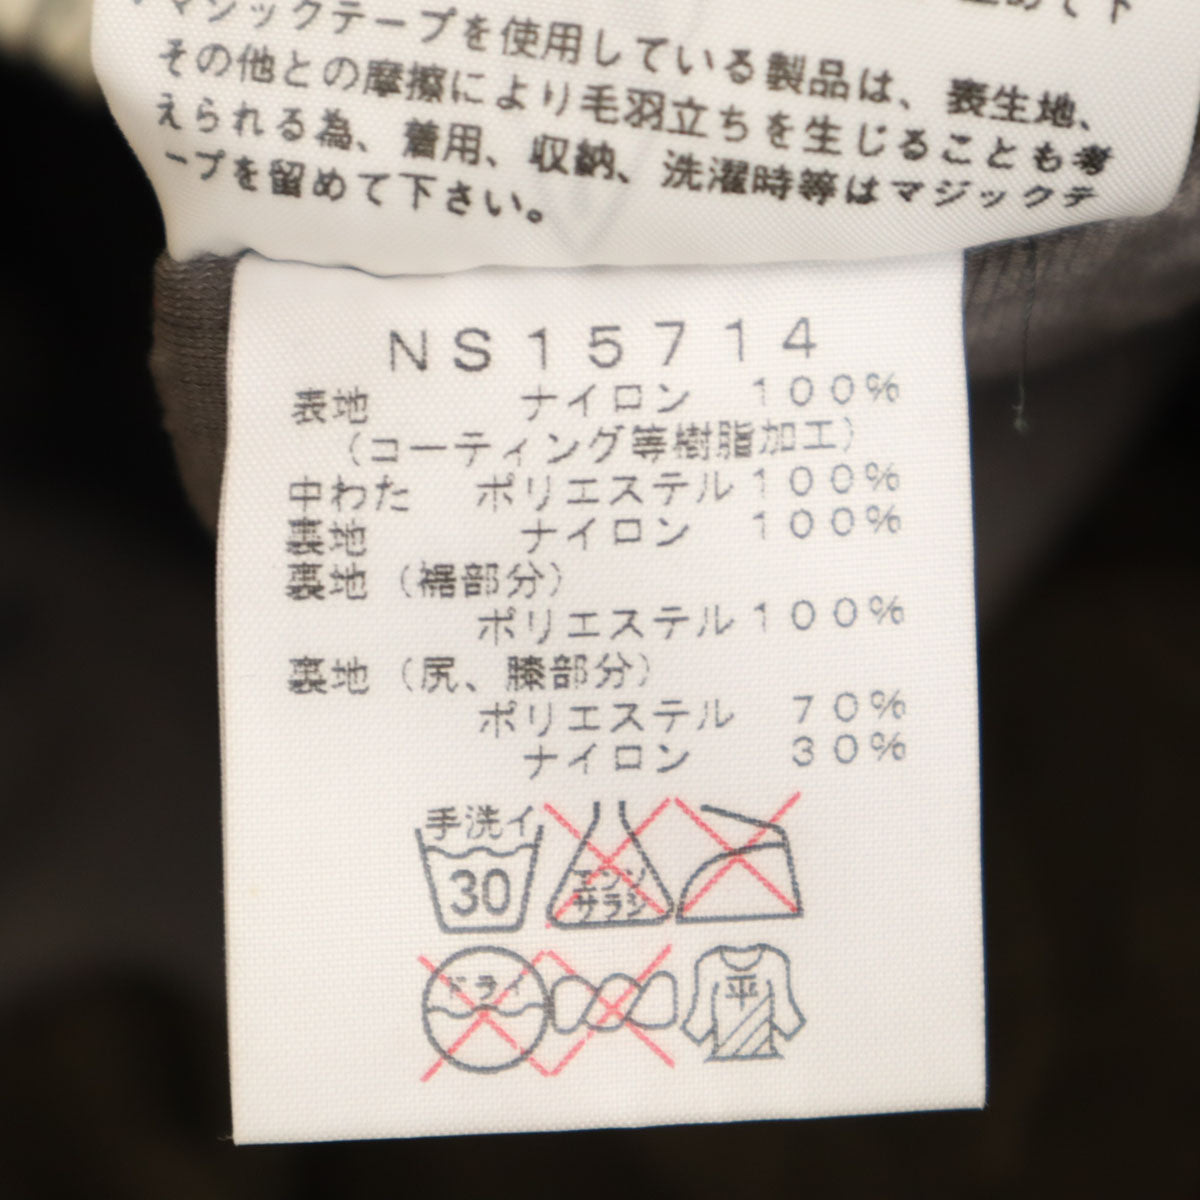 めて下
マジックテープを使用している製品は、裏生地、
その他との摩擦により毛羽立ちを生じることも考
えられる為、着用、収納、洗濯時等はマジックテ
ープを留めて下さい。
NS15714
表地 ナイロン 100%
(コーティング等樹脂加工)
中わた ポリエステル100%
裏地 ナイロン 100%
裏地 (裾部分)
ポリエステル100%
裏地 (尻、膝部分)
ポリエステル 70%
ナイロン 30%
手洗イ
30
エンソ
サラシ
ドライ
平